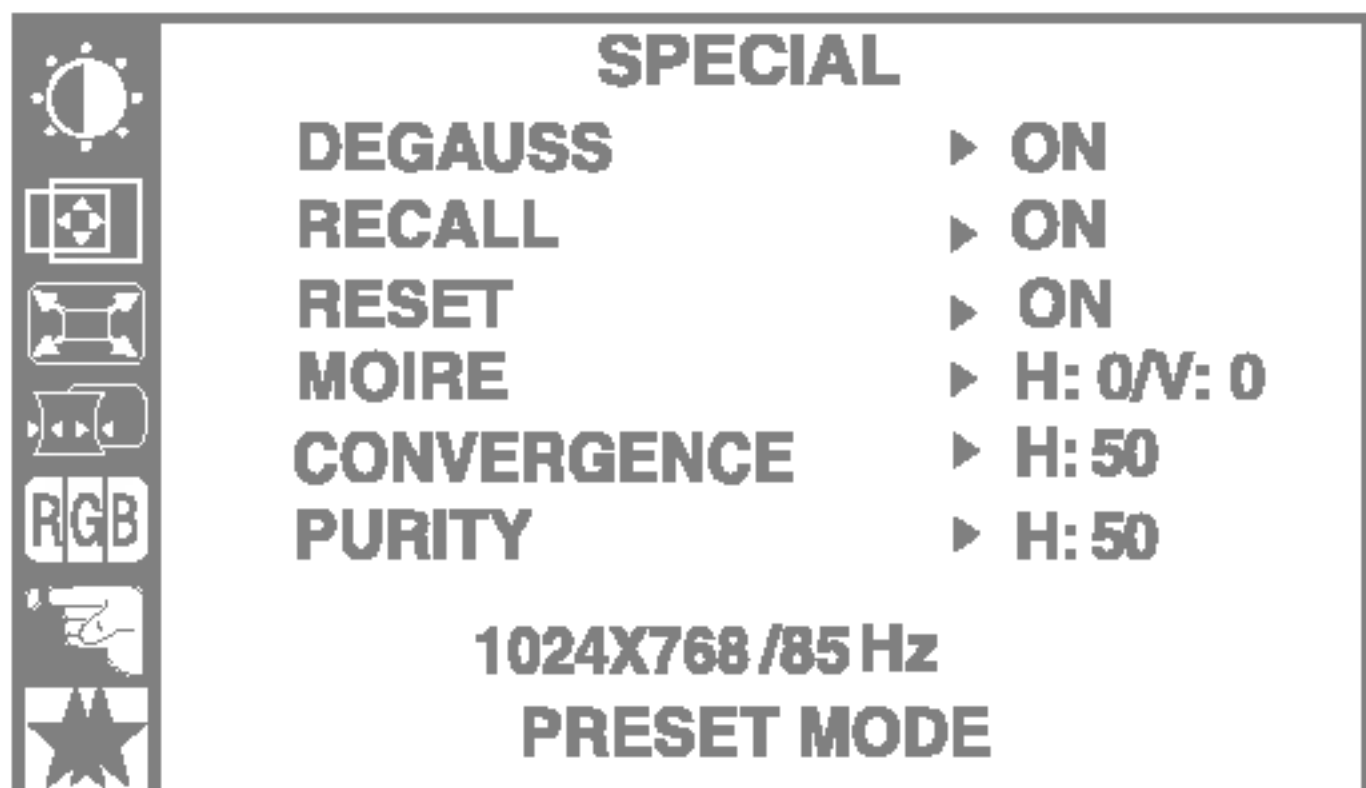 SPECIAL
DEGAUSS ▶ ON
RECALL ▶ ON
RESET ▶ ON
MOIRE ▶ H: 0/V: 0
CONVERGENCE ▶ H: 50
RGB
PURITY ▶ H: 50
1024X768 /85 Hz
PRESET MODE